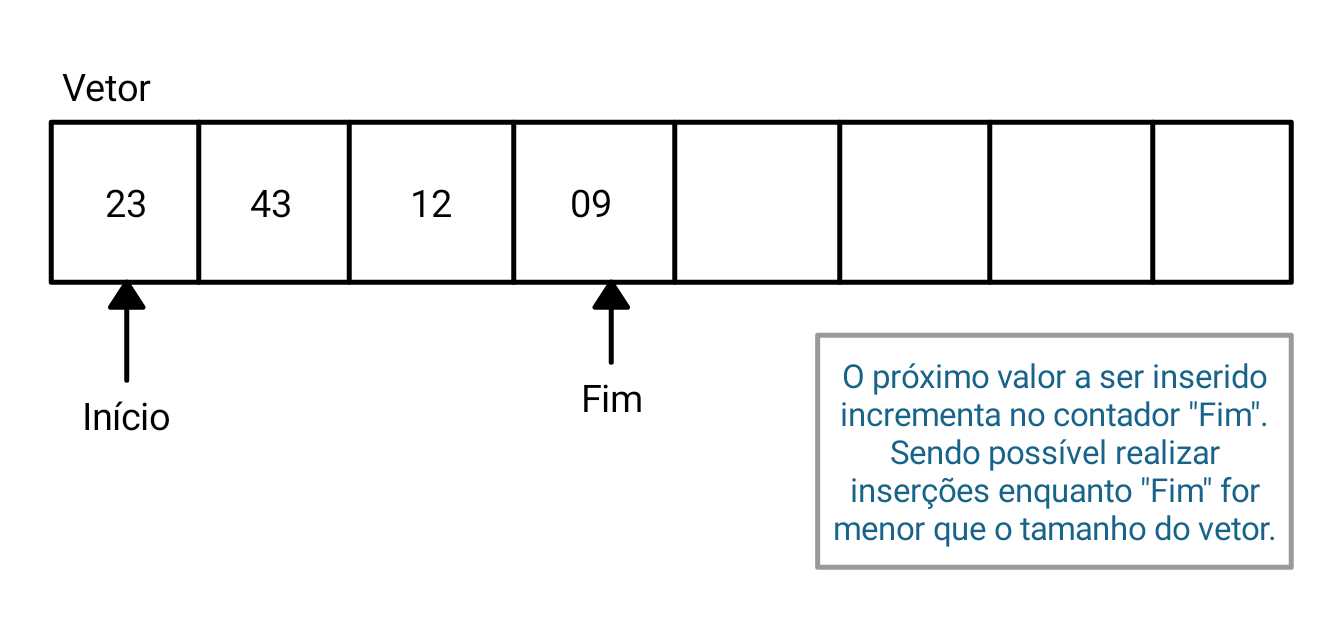 Vetor
23 43 12 09
Início
Fim
O próximo valor a ser inserido
incrementa no contador "Fim".
Sendo possível realizar
inserções enquanto "Fim" for
menor que o tamanho do vetor.